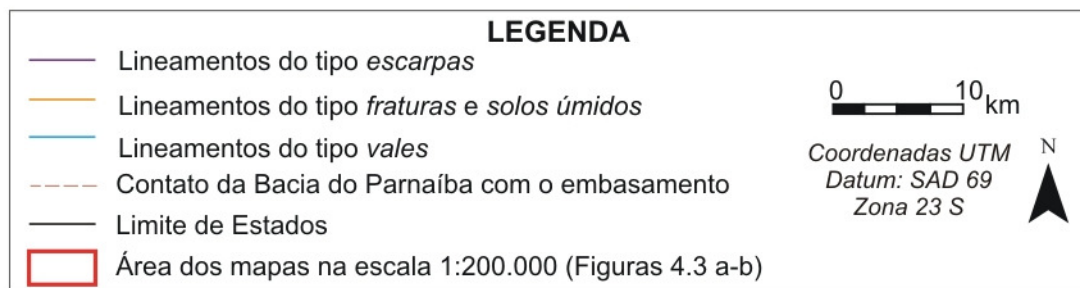 LEGENDA
Lineamentos do tipo escarpas
Lineamentos do tipo fraturas e solos úmidos
Lineamentos do tipo vales
Contato da Bacia do Parnaíba com o embasamento
Limite de Estados
Área dos mapas na escala 1:200.000 (Figuras 4.3 a-b)
0 10 km
Coordenadas UTM
Datum: SAD 69
Zona 23 S
N